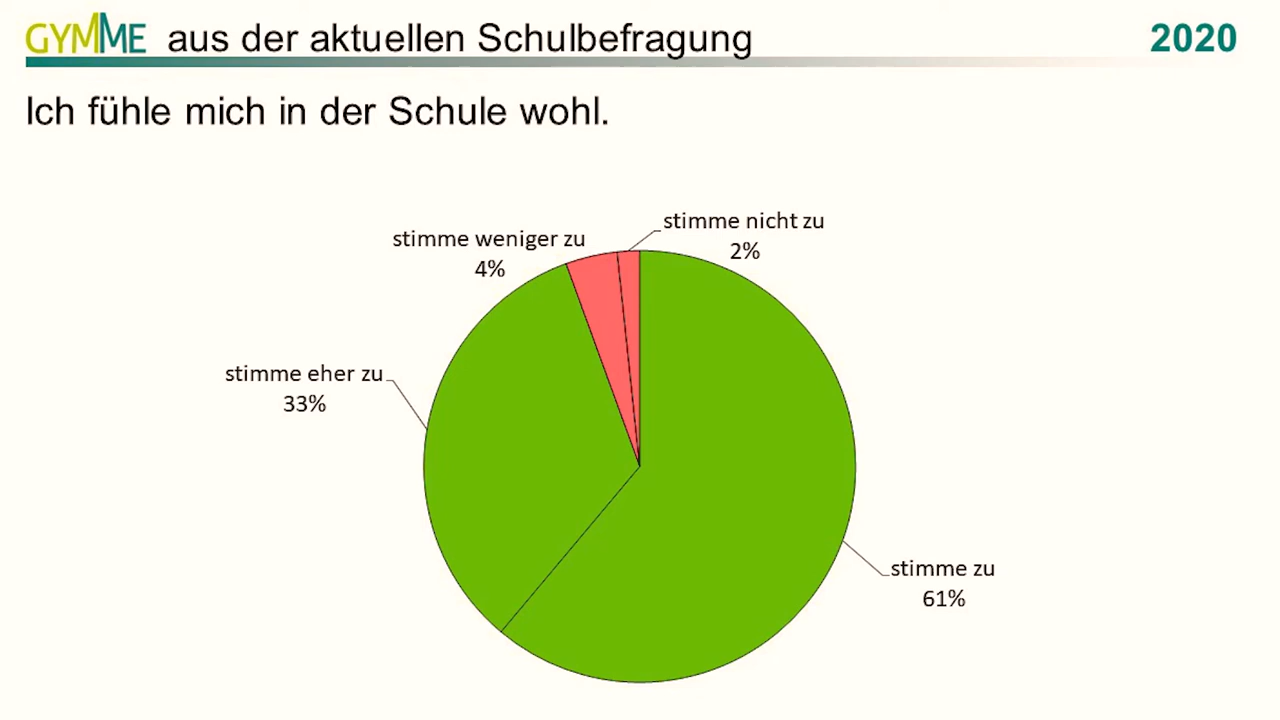 GYMME aus der aktuellen Schulbefragung 2020
Ich fühle mich in der Schule wohl.
stimme nicht zu
2%
stimme weniger zu
4%
stimme eher zu
33%
stimme zu
61%